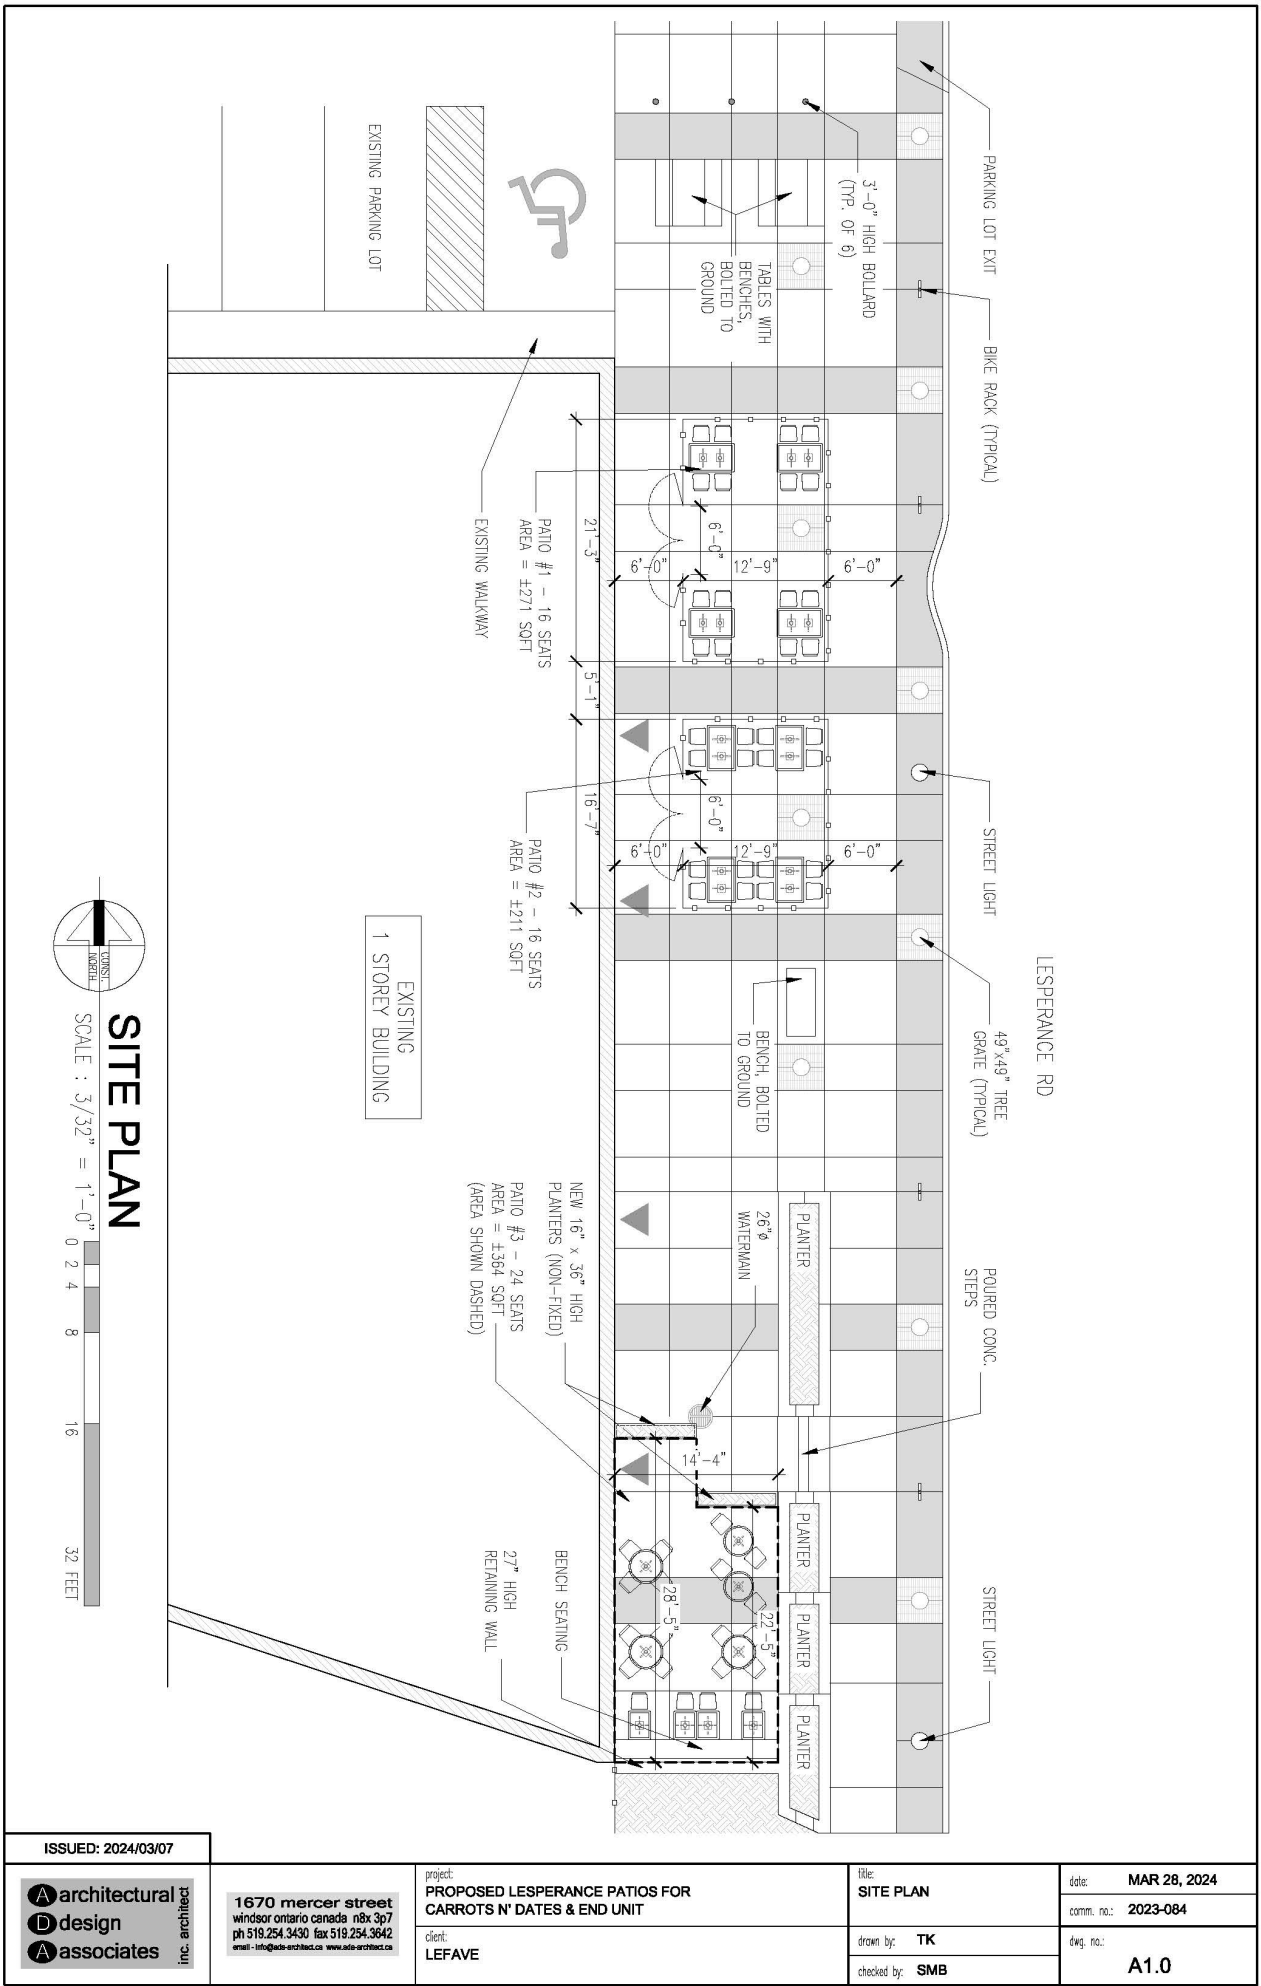 PARKING LOT EXIT
BIKE RACK (TYPICAL)
STREET LIGHT
LESPERANCE RD
49"x49" TREE
GRATE (TYPICAL)
POURED CONC.
STEPS
STREET LIGHT
3'-0" HIGH BOLLARD
(TYP. OF 6)
TABLES WITH
BENCHES,
BOLTED TO
GROUND
EXISTING PARKING LOT
6'-0"
6'-0"
12'-9"
6'-0"
21'-3"
5'-1"
16'-7"
6'-0"
6'-0"
12'-9"
6'-0"
PATIO #1 - 16 SEATS
AREA = ±271 SQFT
EXISTING WALKWAY
PATIO #2 - 16 SEATS
AREA = ±211 SQFT
BENCH, BOLTED
TO GROUND
EXISTING
1 STOREY BUILDING
26"ø
WATERMAIN
PLANTER
PLANTER
PLANTER
PLANTER
NEW 16" x 36" HIGH
PLANTERS (NON-FIXED)
PATIO #3 - 24 SEATS
AREA = ±364 SQFT
(AREA SHOWN DASHED)
14'-4"
22'-5"
28'-5"
BENCH SEATING
27" HIGH
RETAINING WALL
CONST.
NORTH
SITE PLAN
SCALE : 3/32" = 1'-0"
0 2 4 8 16 32 FEET
ISSUED: 2024/03/07
A architectural
D design
A associates
inc. architect
1670 mercer street
windsor ontario canada n8x 3p7
ph 519.254.3430 fax 519.254.3642
email - info@ada-architect.ca www.ada-architect.ca
project:
PROPOSED LESPERANCE PATIOS FOR
CARROTS N' DATES & END UNIT
client:
LEFAVE
title:
SITE PLAN
drawn by: TK
checked by: SMB
date: MAR 28, 2024
comm. no.: 2023-084
dwg. no.:
A1.0